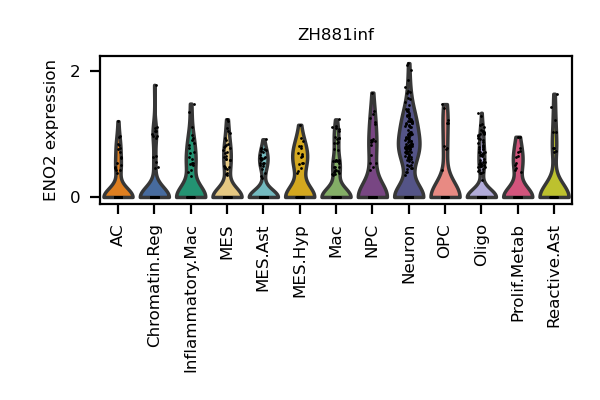 ZH881inf
ENO2 expression
2
0
AC
Chromatin.Reg
Inflammatory.Mac
MES
MES.Ast
MES.Hyp
Mac
NPC
Neuron
OPC
Oligo
Prolif.Metab
Reactive.Ast